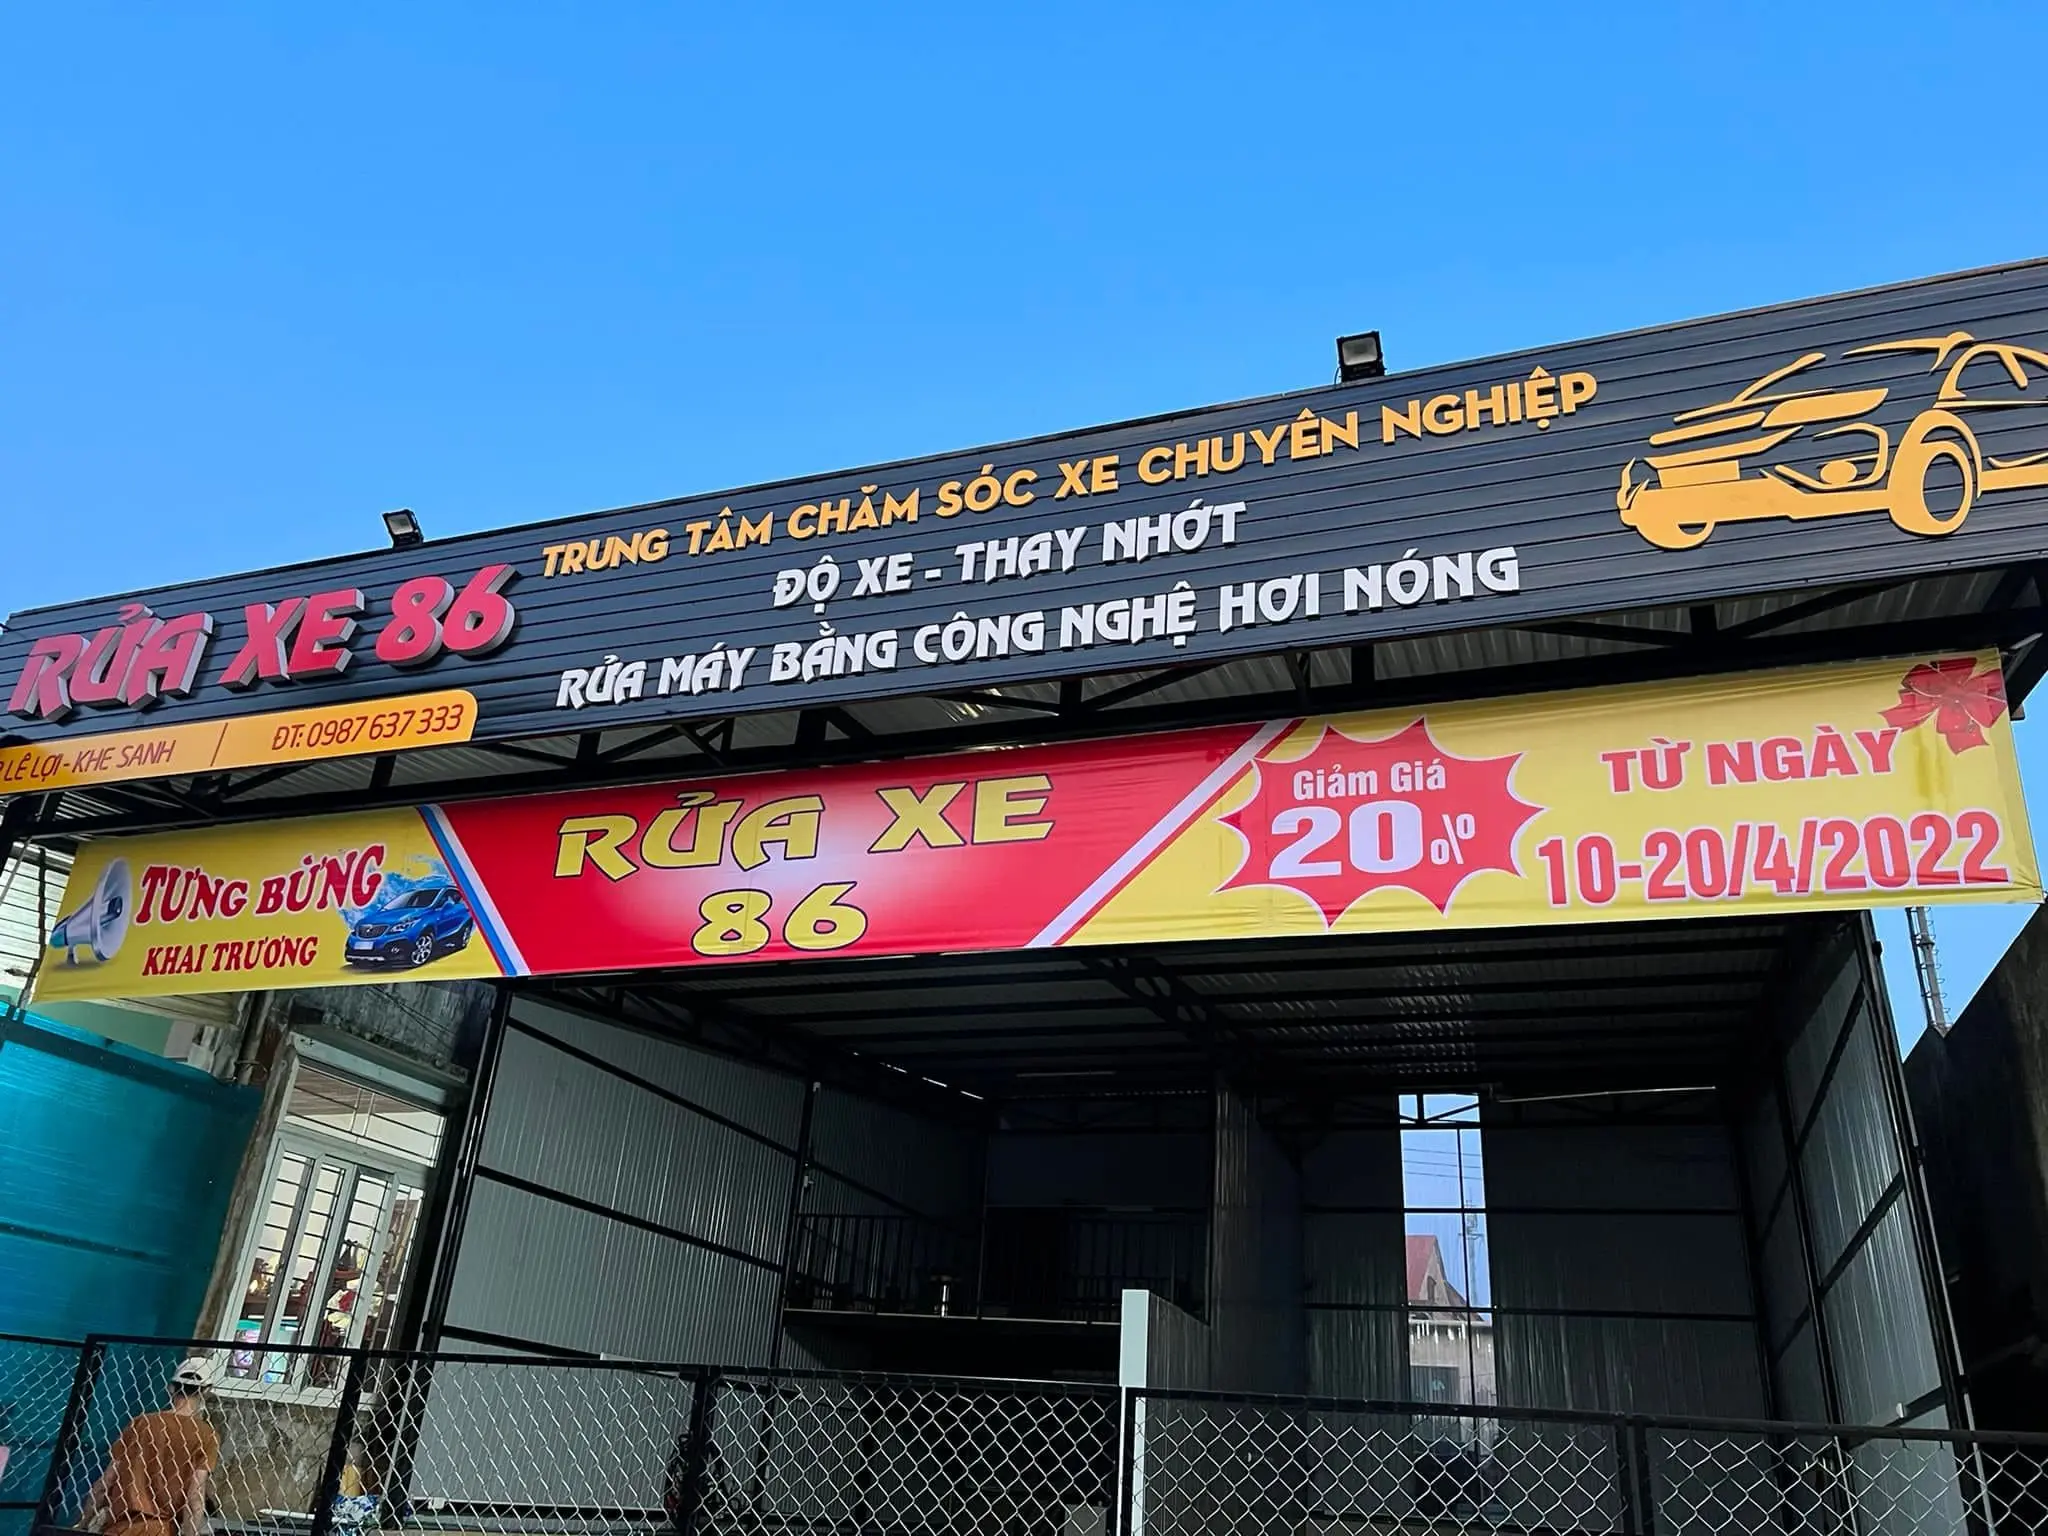 RỬA XE 86
LÊ LỢI - KHE SANH | ĐT: 0987 637 333
TRUNG TÂM CHĂM SÓC XE CHUYÊN NGHIỆP
ĐỘ XE - THAY NHỚT
RỬA MÁY BẰNG CÔNG NGHỆ HƠI NÓNG
TƯNG BỪNG
KHAI TRƯƠNG
RỬA XE
86
Giảm Giá
20%
TỪ NGÀY
10-20/4/2022